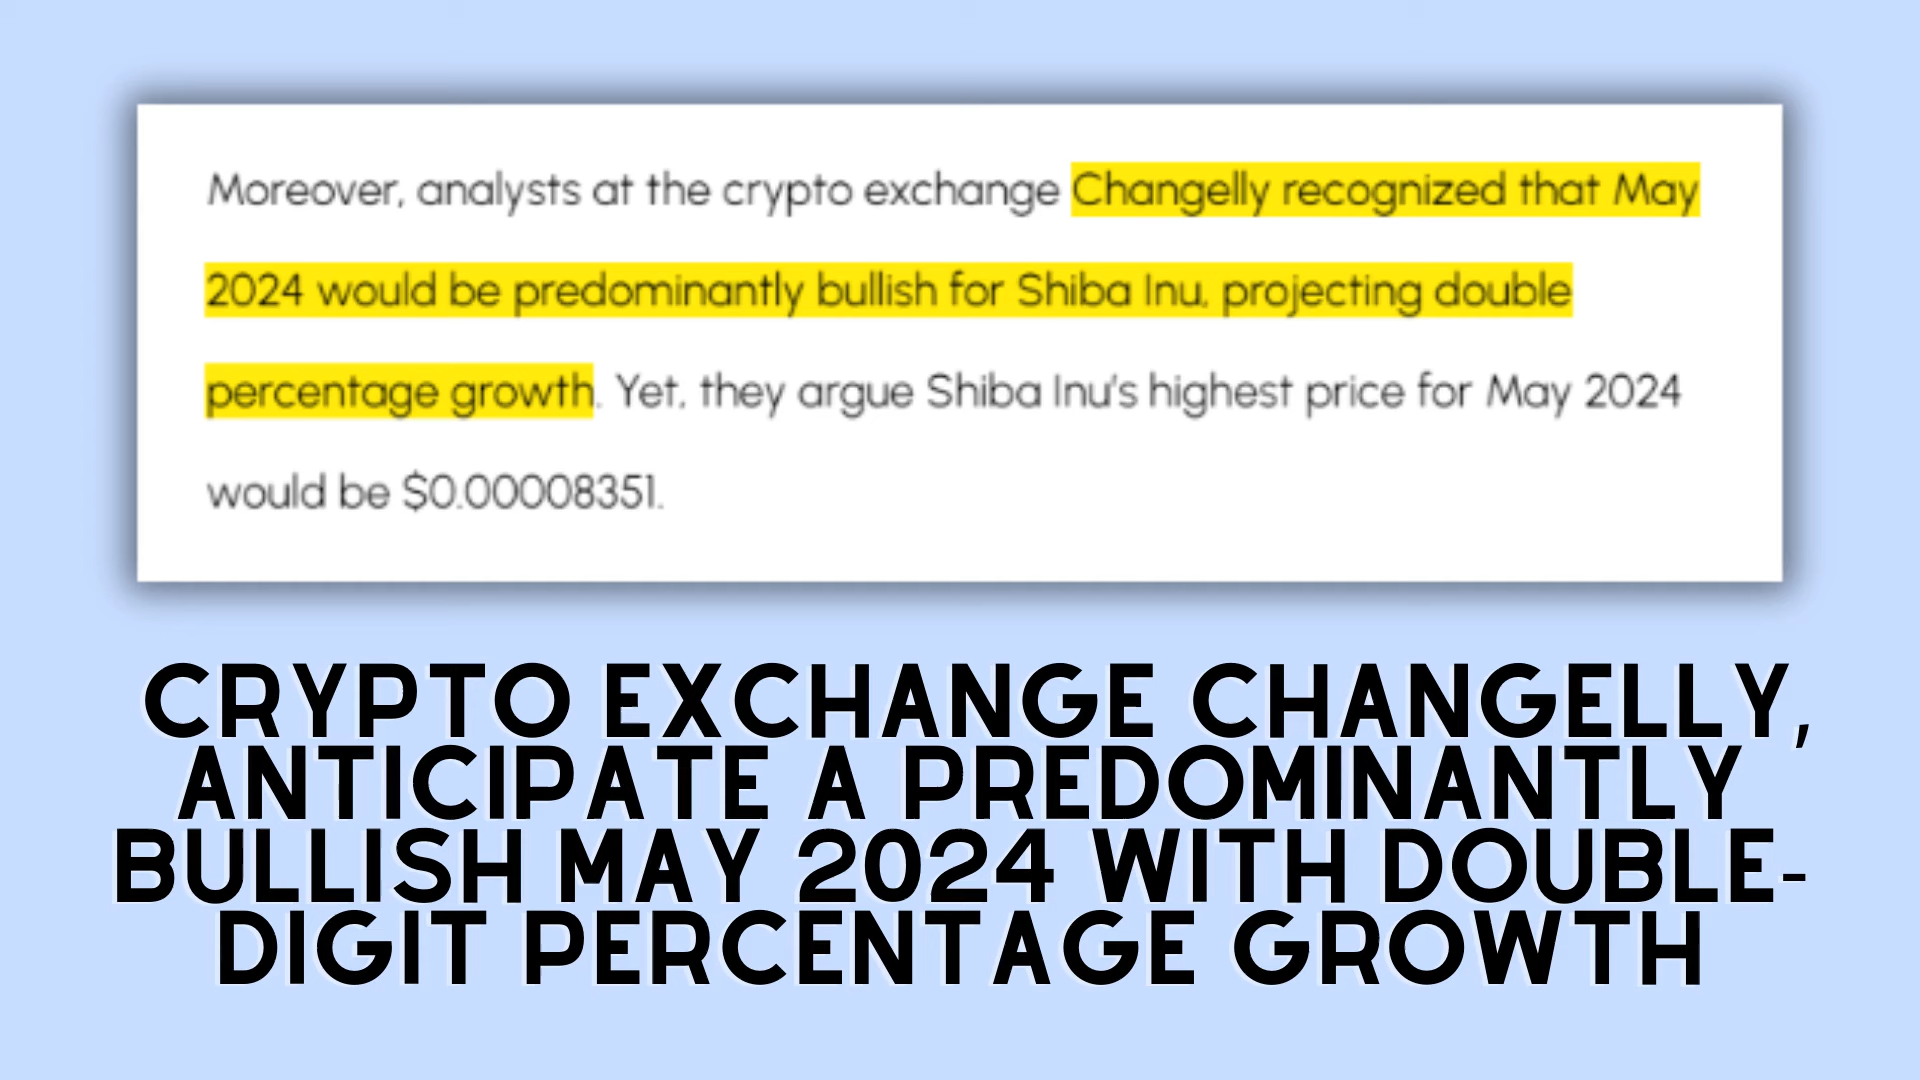 Moreover, analysts at the crypto exchange Changelly recognized that May
2024 would be predominantly bullish for Shiba Inu, projecting double
percentage growth. Yet, they argue Shiba Inu's highest price for May 2024
would be $0.00008351.
CRYPTO EXCHANGE CHANGELLY,
ANTICIPATE A PREDOMINANTLY
BULLISH MAY 2024 WITH DOUBLE-
DIGIT PERCENTAGE GROWTH